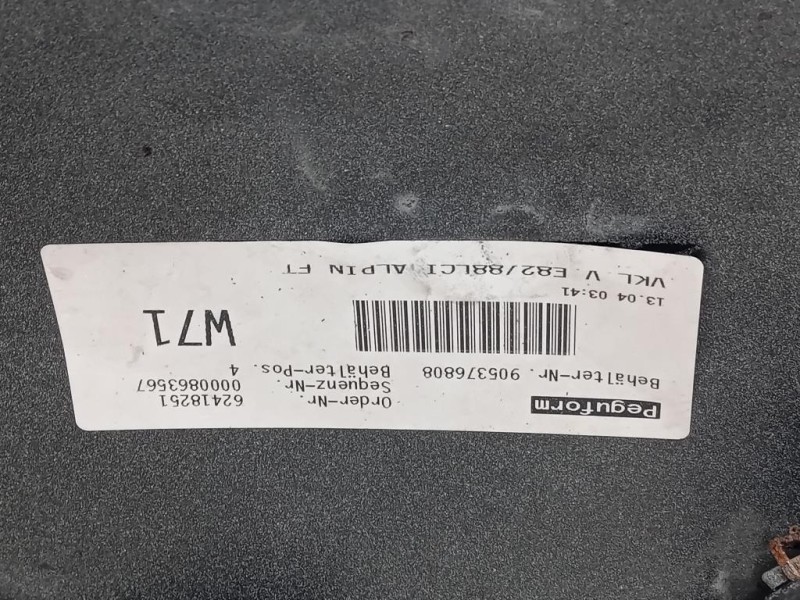 Peguform
Order-Nr. 62418251
Sequenz-Nr. 0000863567
Behälter-Nr. 905376808
Behälter-Pos. 4
W71
13.04 03:41
VKL V E82/88LCI ALPIN FT